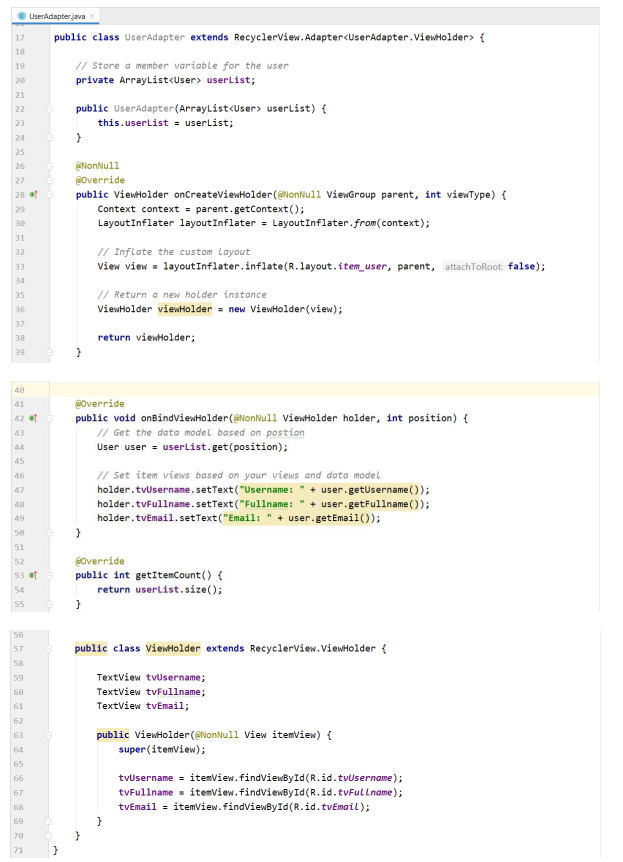 UserAdapter.java
17 public class UserAdapter extends RecyclerView.Adapter<UserAdapter.ViewHolder> {
18
19 // Store a member variable for the user
20 private ArrayList<User> userList;
21
22 public UserAdapter(ArrayList<User> userList) {
23 this.userList = userList;
24 }
25
26 @NonNull
27 @Override
28 public ViewHolder onCreateViewHolder(@NonNull ViewGroup parent, int viewType) {
29 Context context = parent.getContext();
30 LayoutInflater layoutInflater = LayoutInflater.from(context);
31
32 // Inflate the custom layout
33 View view = layoutInflater.inflate(R.layout.item_user, parent, attachToRoot: false);
34
35 // Return a new holder instance
36 ViewHolder viewHolder = new ViewHolder(view);
37
38 return viewHolder;
39 }
40
41 @Override
42 public void onBindViewHolder(@NonNull ViewHolder holder, int position) {
43 // Get the data model based on postion
44 User user = userList.get(position);
45
46 // Set item views based on your views and data model
47 holder.tvUsername.setText("Username: " + user.getUsername());
48 holder.tvFullname.setText("Fullname: " + user.getFullname());
49 holder.tvEmail.setText("Email: " + user.getEmail());
50 }
51
52 @Override
53 public int getItemCount() {
54 return userList.size();
55 }
56
57 public class ViewHolder extends RecyclerView.ViewHolder {
58
59 TextView tvUsername;
60 TextView tvFullname;
61 TextView tvEmail;
62
63 public ViewHolder(@NonNull View itemView) {
64 super(itemView);
65
66 tvUsername = itemView.findViewById(R.id.tvUsername);
67 tvFullname = itemView.findViewById(R.id.tvFullname);
68 tvEmail = itemView.findViewById(R.id.tvEmail);
69 }
70 }
71 }